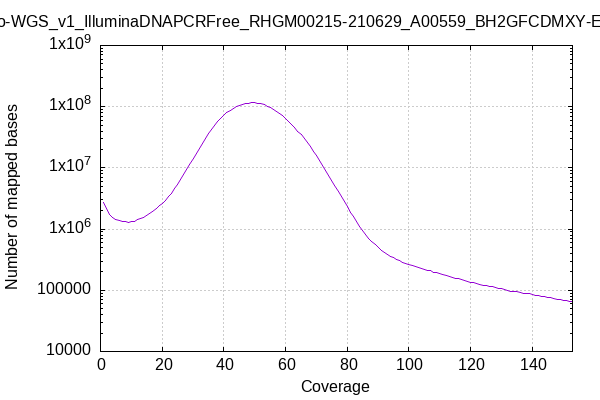 o-WGS_v1_IlluminaDNAPCRFree_RHGM00215-210629_A00559_BH2GFCDMXY-E
1x10^9
1x10^8
1x10^7
1x10^6
100000
10000
Number of mapped bases
0 20 40 60 80 100 120 140
Coverage